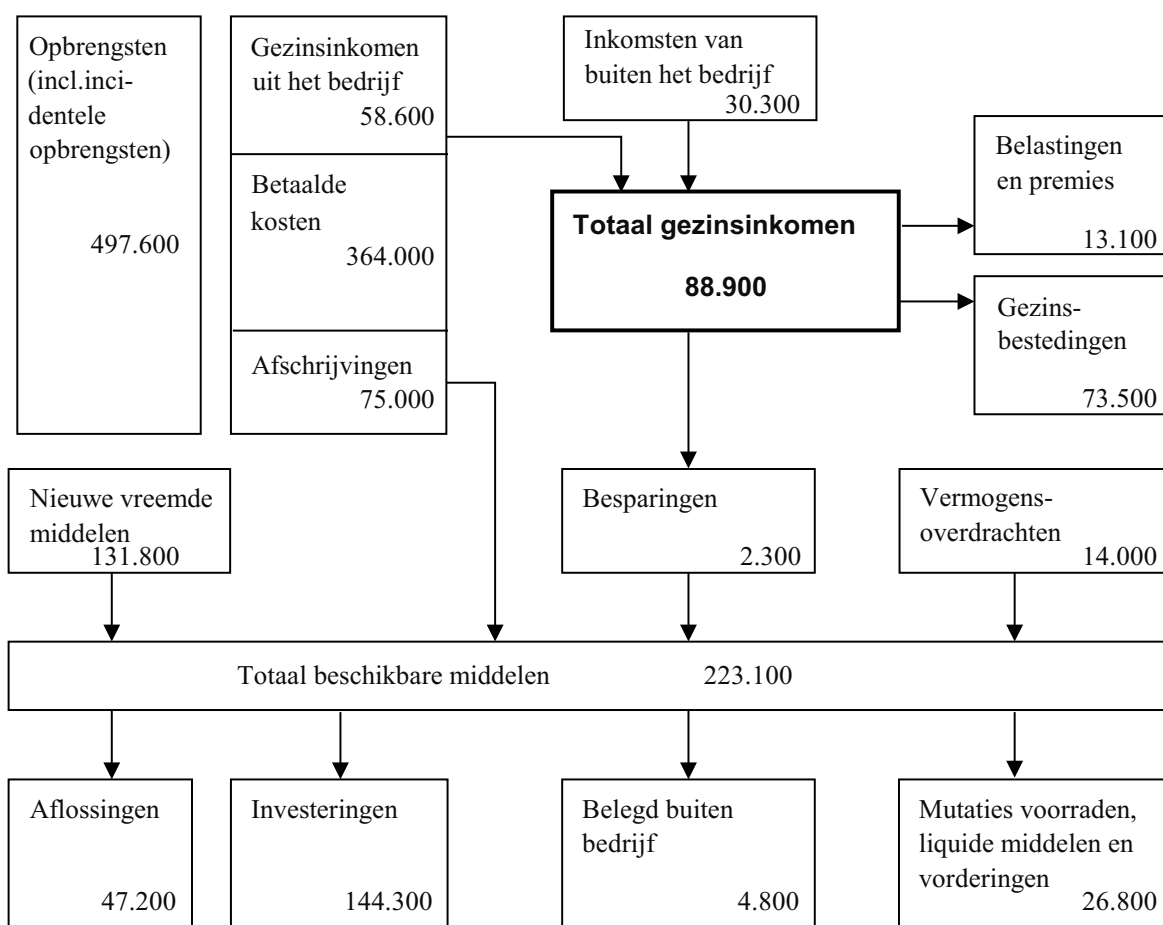 Opbrengsten
(incl.inci-
dentele
opbrengsten)
497.600
Gezinsinkomen
uit het bedrijf
58.600
Betaalde
kosten
364.000
Afschrijvingen
75.000
Inkomsten van
buiten het bedrijf
30.300
Totaal gezinsinkomen
88.900
Belastingen
en premies
13.100
Gezins-
bestedingen
73.500
Nieuwe vreemde
middelen
131.800
Besparingen
2.300
Vermogens-
overdrachten
14.000
Totaal beschikbare middelen 223.100
Aflossingen
47.200
Investeringen
144.300
Belegd buiten
bedrijf
4.800
Mutaties voorraden,
liquide middelen en
vorderingen
26.800